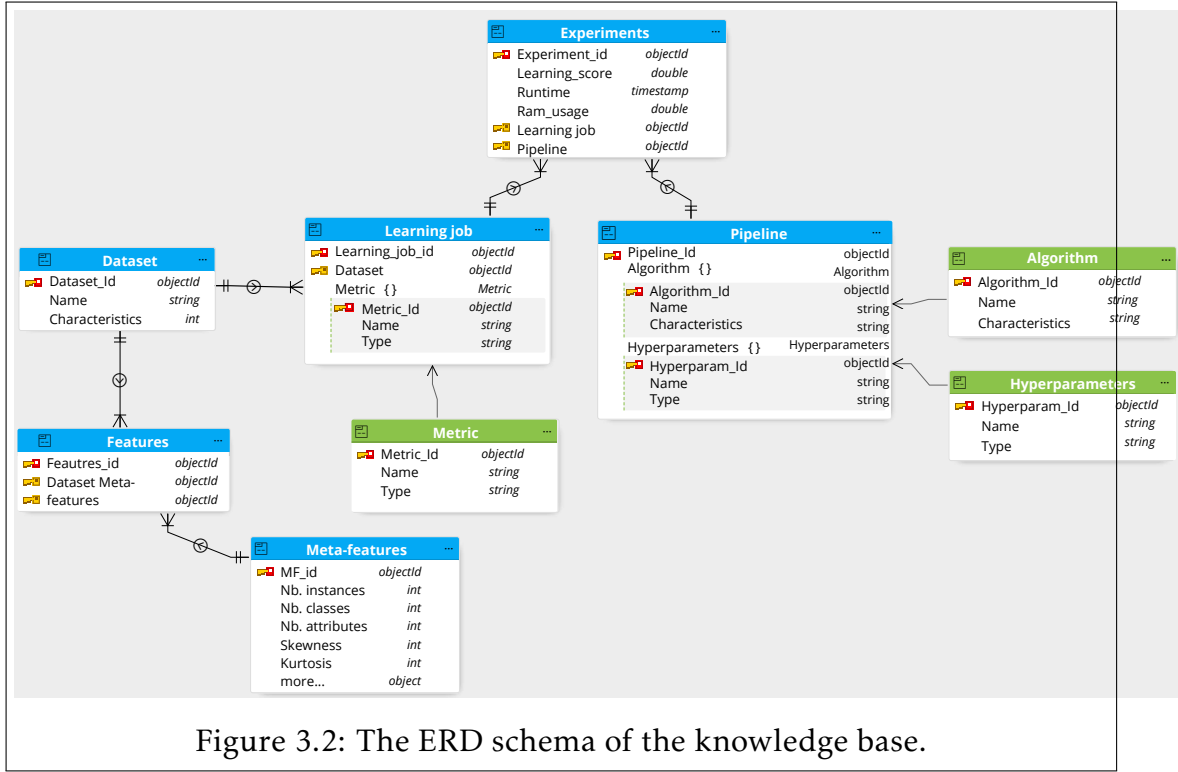 Experiments ...
Experiment_id objectId
Learning_score double
Runtime timestamp
Ram_usage double
Learning job objectId
Pipeline objectId
Learning job ...
Learning_job_id objectId
Dataset objectId
Metric {} Metric
Metric_Id objectId
Name string
Type string
Pipeline ...
Pipeline_Id objectId
Algorithm {} Algorithm
Algorithm_Id objectId
Name string
Characteristics string
Hyperparameters {} Hyperparameters
Hyperparam_Id objectId
Name string
Type string
Dataset ...
Dataset_Id objectId
Name string
Characteristics int
Algorithm ...
Algorithm_Id objectId
Name string
Characteristics string
Hyperparameters ...
Hyperparam_Id objectId
Name string
Type string
Features ...
Feautres_id objectId
Dataset Meta- objectId
features objectId
Metric ...
Metric_Id objectId
Name string
Type string
Meta-features ...
MF_id objectId
Nb. instances int
Nb. classes int
Nb. attributes int
Skewness int
Kurtosis int
more... object
Figure 3.2: The ERD schema of the knowledge base.